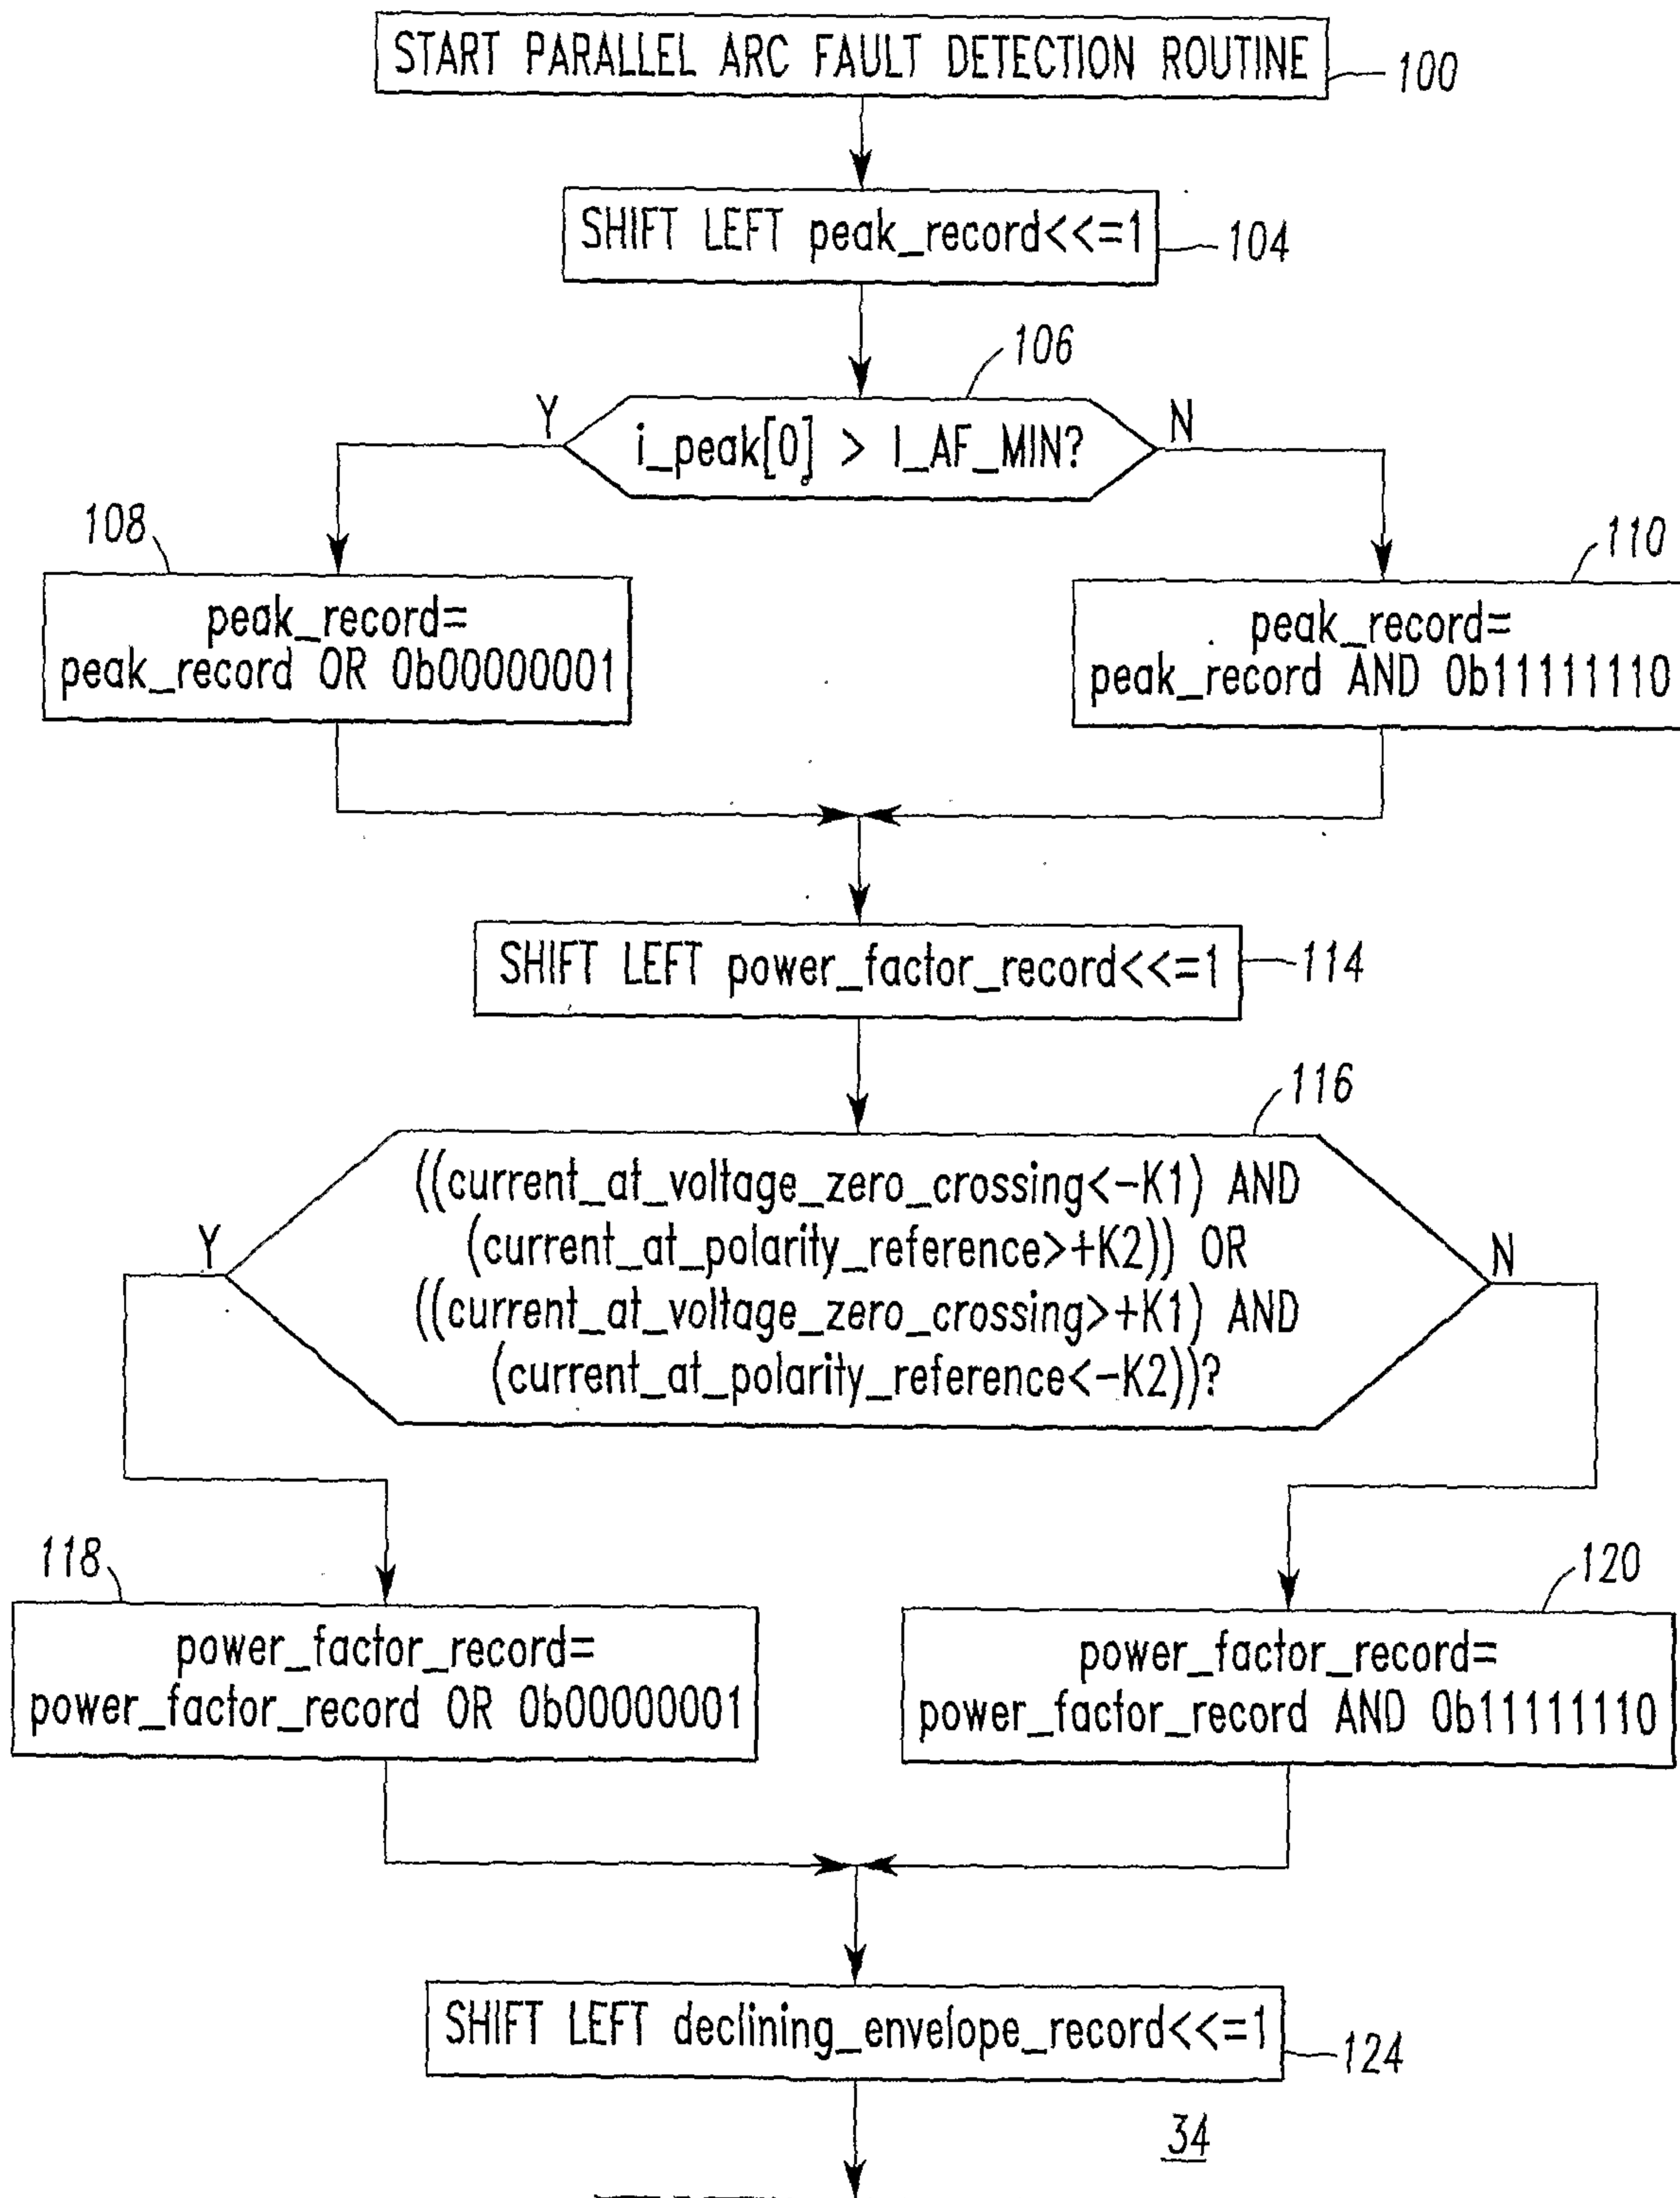 START PARALLEL ARC FAULT DETECTION ROUTINE
100
SHIFT LEFT peak_record<<=1
104
106
Y
i_peak[0] > I_AF_MIN?
N
108
peak_record=
peak_record OR 0b00000001
110
peak_record=
peak_record AND 0b11111110
SHIFT LEFT power_factor_record<<=1
114
116
Y
((current_at_voltage_zero_crossing<-K1) AND
(current_at_polarity_reference>+K2)) OR
((current_at_voltage_zero_crossing>+K1) AND
(current_at_polarity_reference<-K2))?
N
118
power_factor_record=
power_factor_record OR 0b00000001
120
power_factor_record=
power_factor_record AND 0b11111110
SHIFT LEFT declining_envelope_record<<=1
124
34